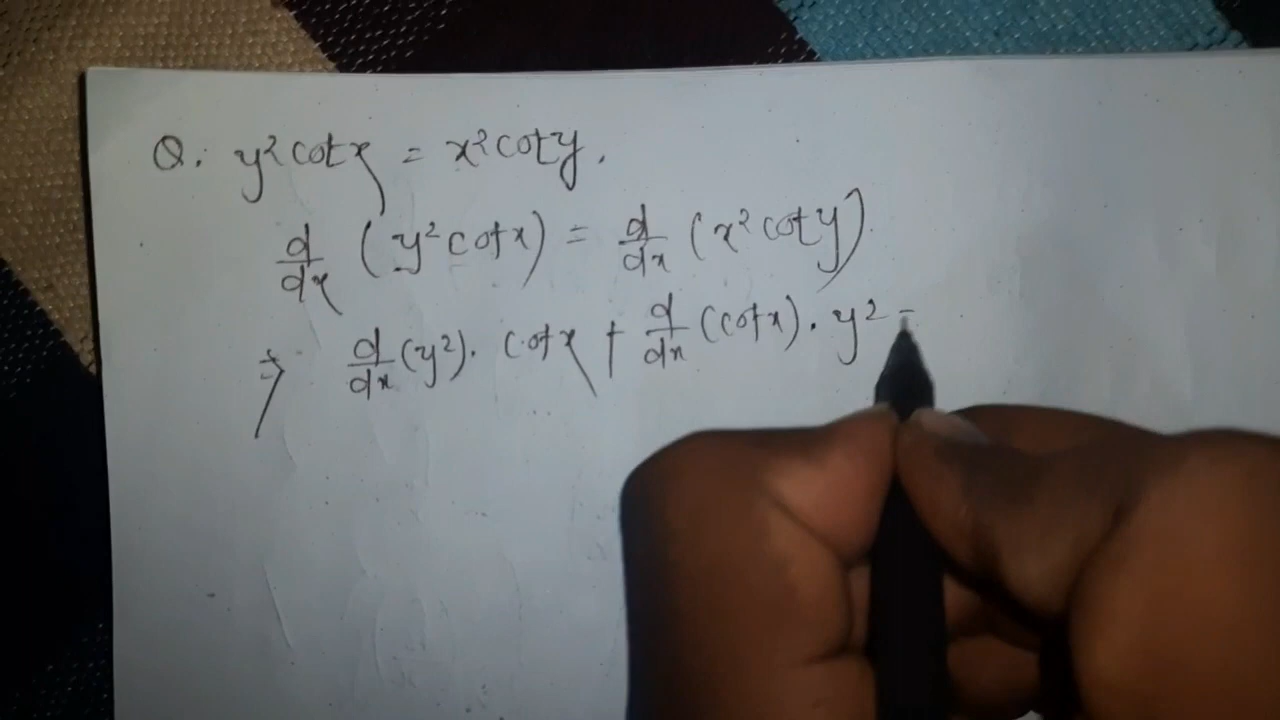 Q. y² cot x = x² cot y.
d/dx (y² cot x) = d/dx (x² cot y)
⇒ d/dx (y²). cot x + d/dx (cot x). y² =